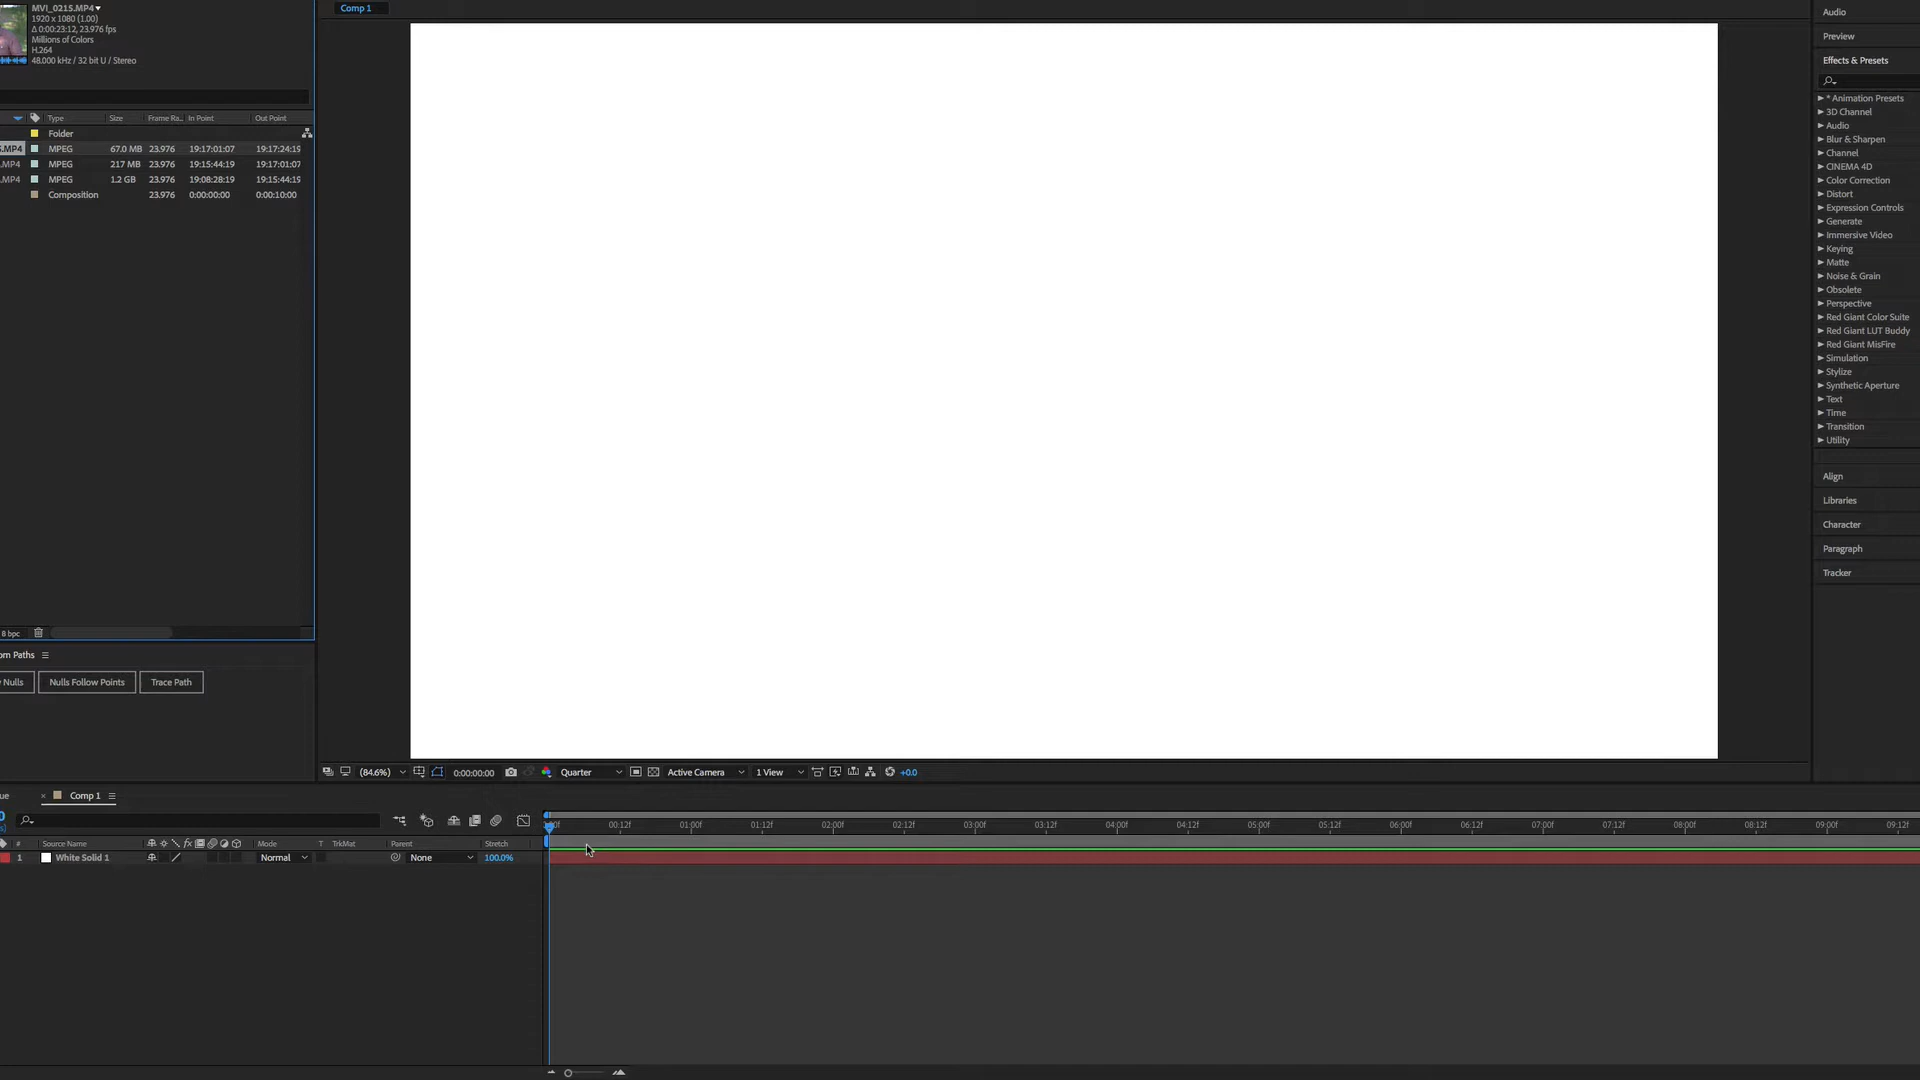 MVI_0215.MP4
1920 x 1080 (1.00)
Δ 0:00:23:12, 23.976 fps
Millions of Colors
H.264
48.000 kHz / 32 bit U / Stereo
Type Size Frame Ra... In Point Out Point
Folder
.MP4 MPEG 67.0 MB 23.976 19:17:01:07 19:17:24:19
.MP4 MPEG 217 MB 23.976 19:15:44:19 19:17:01:07
.MP4 MPEG 1.2 GB 23.976 19:08:28:19 19:15:44:19
Composition 23.976 0:00:00:00 0:00:10:00
8 bpc
om Paths
Nulls Nulls Follow Points Trace Path
Comp 1
(84.6%) 0:00:00:00 Quarter Active Camera 1 View +0.0
Audio
Preview
Effects & Presets
* Animation Presets
3D Channel
Audio
Blur & Sharpen
Channel
CINEMA 4D
Color Correction
Distort
Expression Controls
Generate
Immersive Video
Keying
Matte
Noise & Grain
Obsolete
Perspective
Red Giant Color Suite
Red Giant LUT Buddy
Red Giant MisFire
Simulation
Stylize
Synthetic Aperture
Text
Time
Transition
Utility
Align
Libraries
Character
Paragraph
Tracker
ue Comp 1
00:12f 01:00f 01:12f 02:00f 02:12f 03:00f 03:12f 04:00f 04:12f 05:00f 05:12f 06:00f 06:12f 07:00f 07:12f 08:00f 08:12f 09:00f 09:12f
# Source Name fx Mode T TrkMat Parent Stretch
1 White Solid 1 Normal None 100.0%